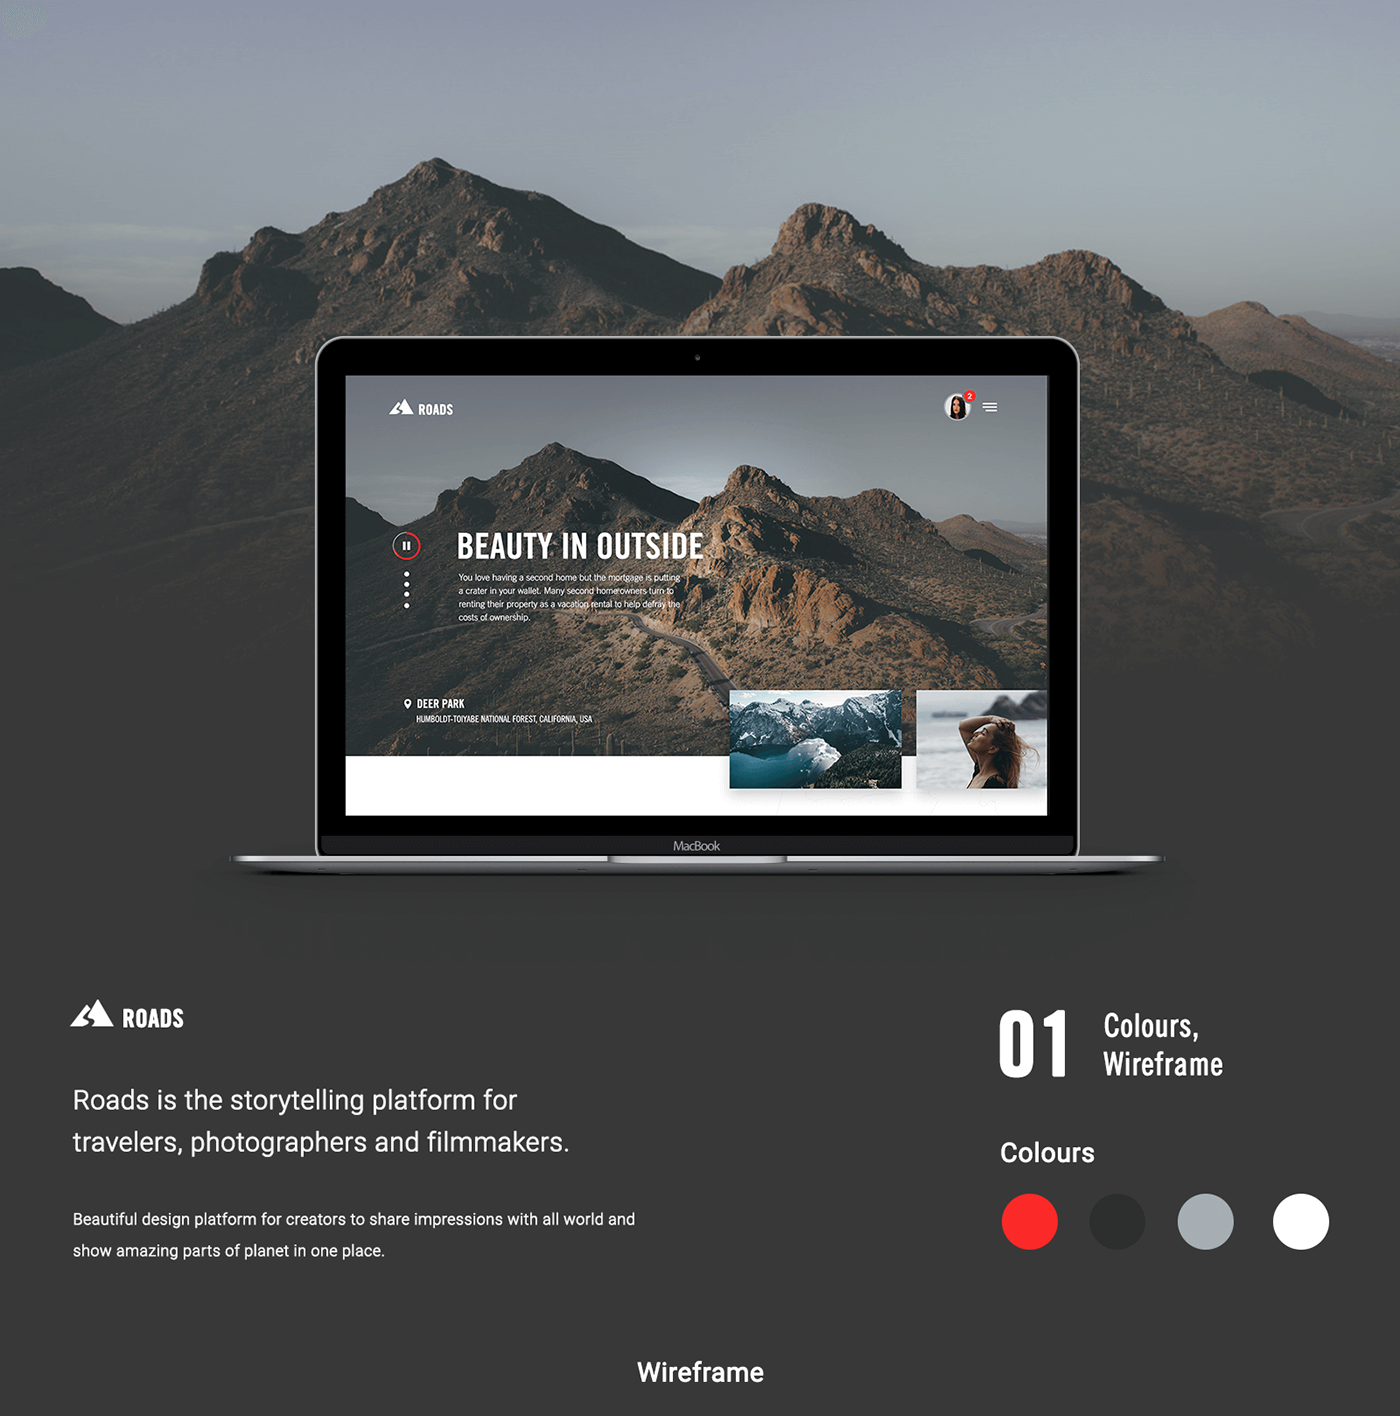 ROADS
2
BEAUTY IN OUTSIDE
You love having a second home but the mortgage is putting
a crater in your wallet. Many second home owners turn to
renting their property as a vacation rental to help defray the
costs of ownership.
DEER PARK
HUMBOLDT-TOIYABE NATIONAL FOREST, CALIFORNIA, USA
MacBook
ROADS
Roads is the storytelling platform for
travelers, photographers and filmmakers.
Beautiful design platform for creators to share impressions with all world and
show amazing parts of planet in one place.
01
Colours,
Wireframe
Colours
Wireframe